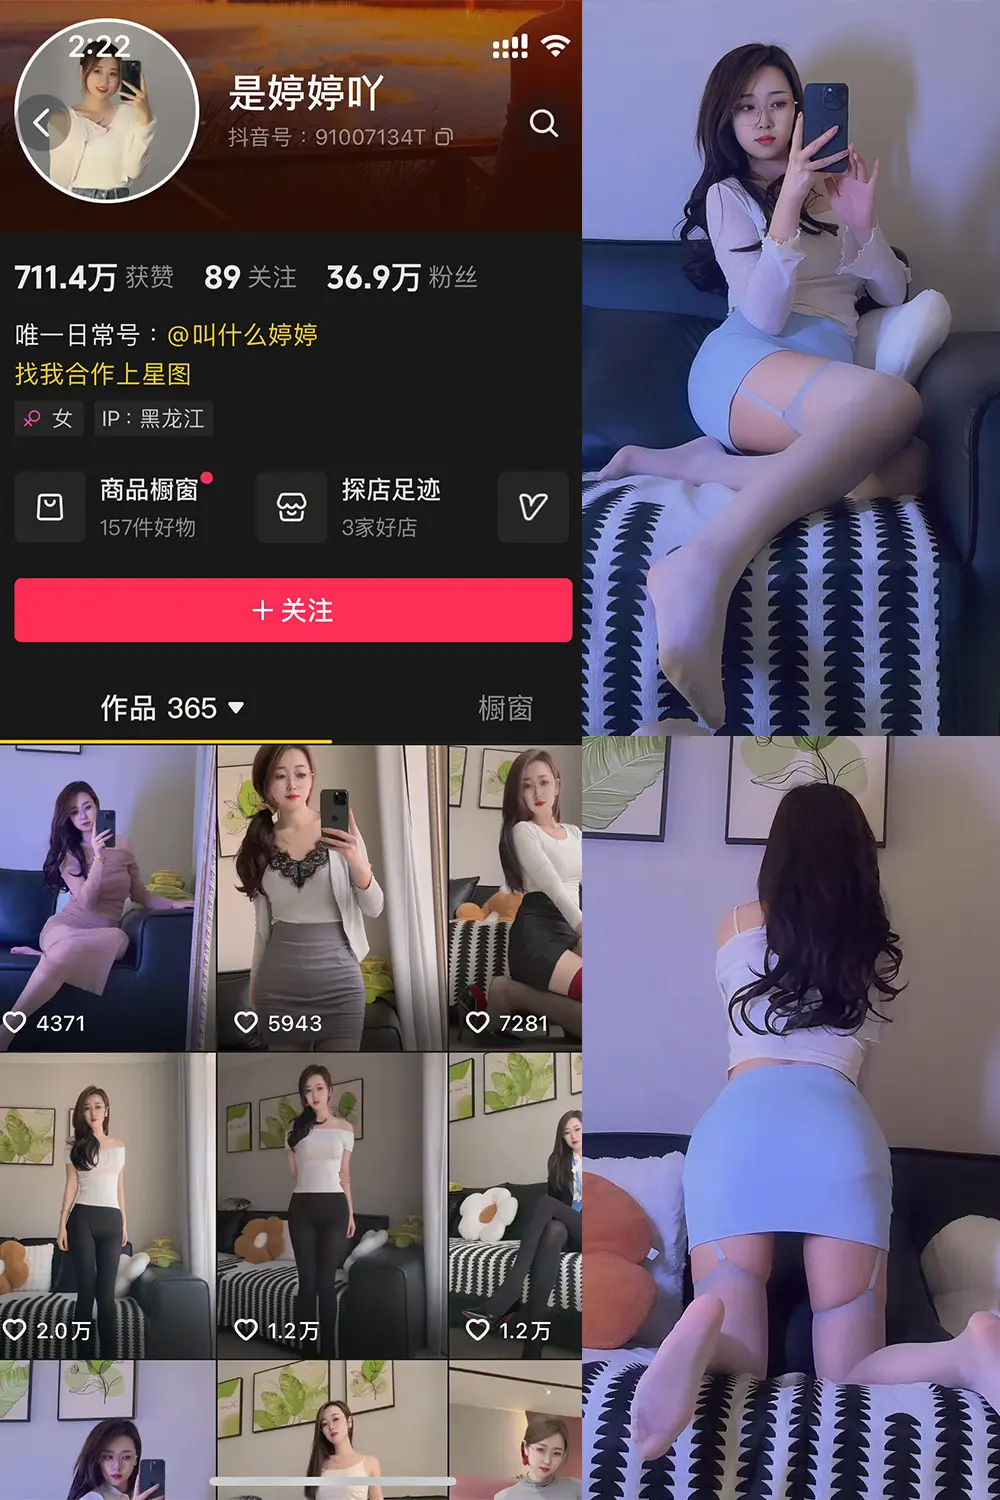 2:22
是婷婷吖
抖音号：91007134T
711.4万 获赞 89 关注 36.9万 粉丝
唯一日常号：@叫什么婷婷
找我合作上星图
女 IP：黑龙江
商品橱窗 探店足迹
157件好物 3家好店
+ 关注
作品 365 橱窗
4371 5943 7281
2.0万 1.2万 1.2万